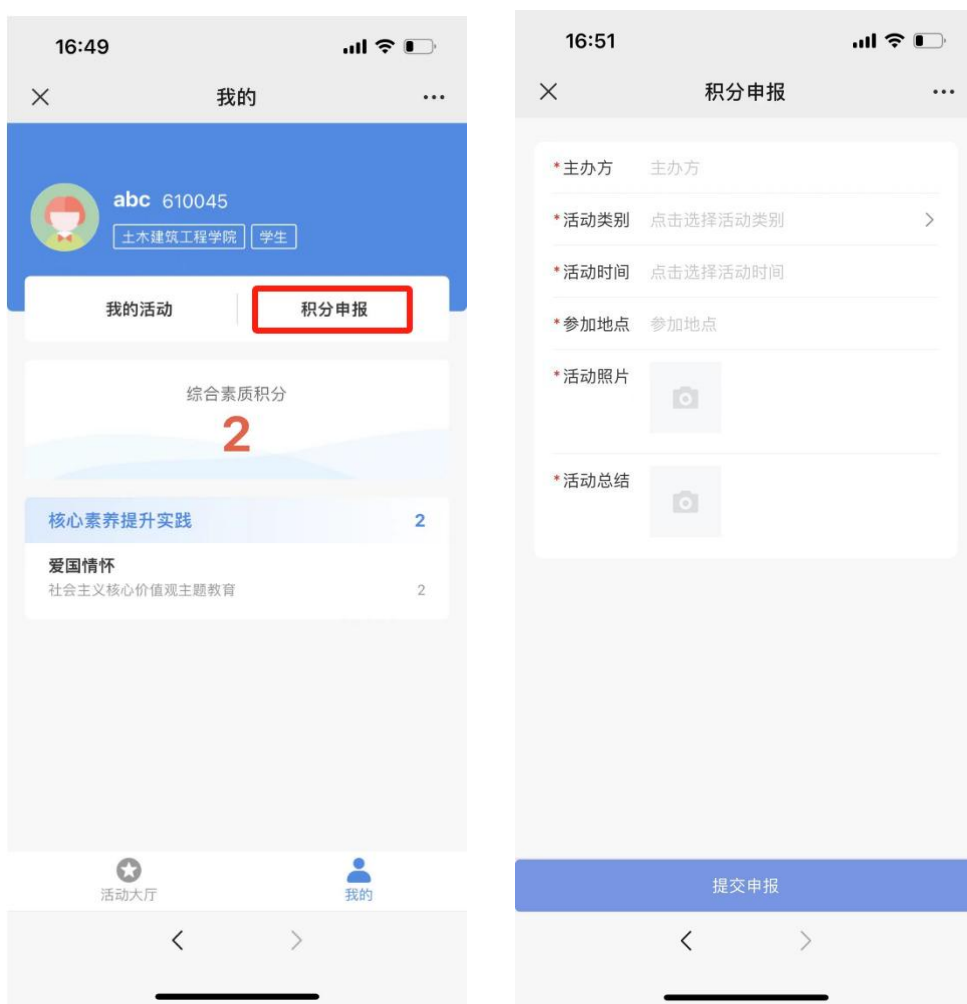 16:49
我的
abc 610045
土木建筑工程学院 学生
我的活动 积分申报
综合素质积分
2
核心素养提升实践 2
爱国情怀
社会主义核心价值观主题教育 2
活动大厅 我的
16:51
积分申报
*主办方 主办方
*活动类别 点击选择活动类别
*活动时间 点击选择活动时间
*参加地点 参加地点
*活动照片
*活动总结
提交申报